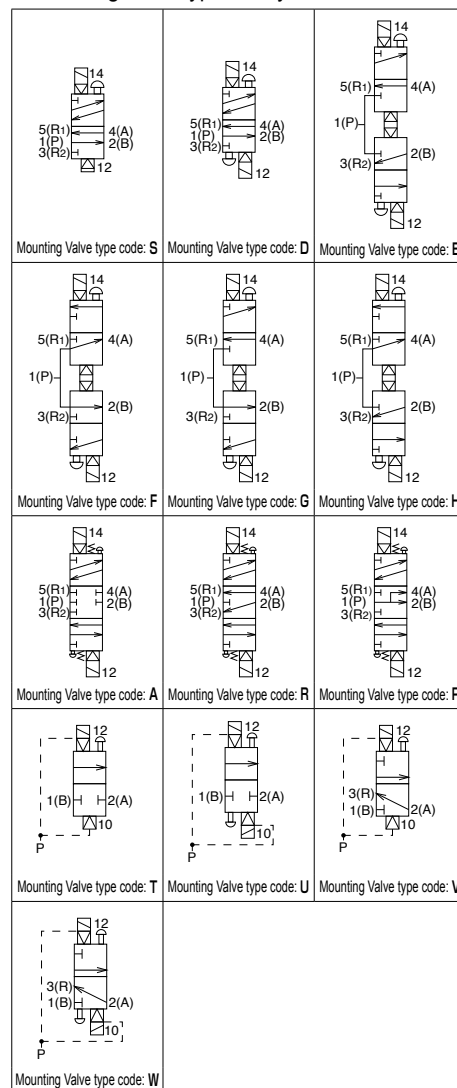 14
5(R1) 4(A)
1(P) 2(B)
3(R2)
12
Mounting Valve type code: S
14
5(R1) 4(A)
1(P) 2(B)
3(R2)
12
Mounting Valve type code: D
14
5(R1) 4(A)
1(P)
2(B)
3(R2)
12
Mounting Valve type code:
14
5(R1) 4(A)
1(P)
2(B)
3(R2)
12
Mounting Valve type code: F
14
5(R1) 4(A)
1(P)
2(B)
3(R2)
12
Mounting Valve type code: G
14
5(R1) 4(A)
1(P)
2(B)
3(R2)
12
Mounting Valve type code: H
14
5(R1) 4(A)
1(P) 2(B)
3(R2)
12
Mounting Valve type code: A
14
5(R1) 4(A)
1(P) 2(B)
3(R2)
12
Mounting Valve type code: R
14
5(R1) 4(A)
1(P) 2(B)
3(R2)
12
Mounting Valve type code:
12
1(B) 2(A)
10
P
Mounting Valve type code: T
12
1(B) 2(A)
10
P
Mounting Valve type code: U
12
3(R)
1(B) 2(A)
10
P
Mounting Valve type code: V
12
3(R)
1(B) 2(A)
10
P
Mounting Valve type code: W